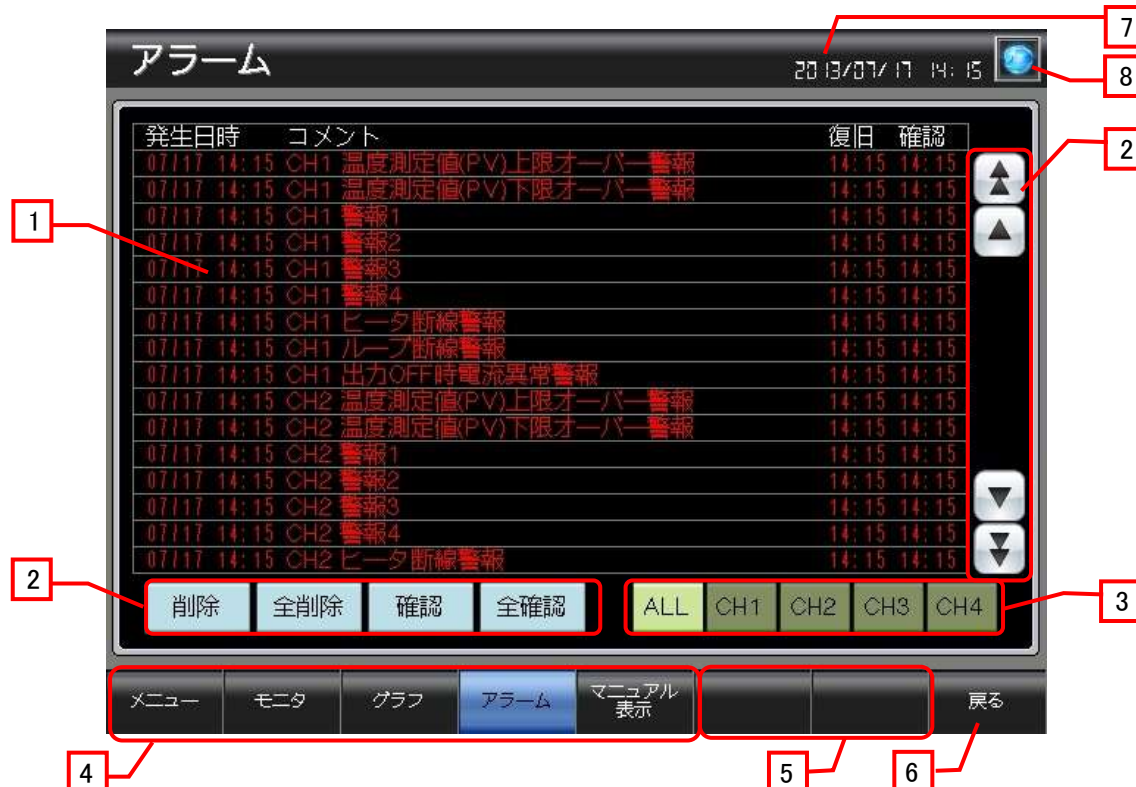 7
アラーム 2013/07/17 14:15
8
発生日時 コメント 復旧 確認
2
07/17 14:15 CH1 温度測定値(PV)上限オーバー警報 14:15 14:15
07/17 14:15 CH1 温度測定値(PV)下限オーバー警報 14:15 14:15
1
07/17 14:15 CH1 警報1 14:15 14:15
07/17 14:15 CH1 警報2 14:15 14:15
07/17 14:15 CH1 警報3 14:15 14:15
07/17 14:15 CH1 警報4 14:15 14:15
07/17 14:15 CH1 ヒータ断線警報 14:15 14:15
07/17 14:15 CH1 ループ断線警報 14:15 14:15
07/17 14:15 CH1 出力OFF時電流異常警報 14:15 14:15
07/17 14:15 CH2 温度測定値(PV)上限オーバー警報 14:15 14:15
07/17 14:15 CH2 温度測定値(PV)下限オーバー警報 14:15 14:15
07/17 14:15 CH2 警報1 14:15 14:15
07/17 14:15 CH2 警報2 14:15 14:15
07/17 14:15 CH2 警報3 14:15 14:15
07/17 14:15 CH2 警報4 14:15 14:15
07/17 14:15 CH2 ヒータ断線警報 14:15 14:15
2
削除 全削除 確認 全確認 ALL CH1 CH2 CH3 CH4
3
メニュー モニタ グラフ アラーム マニュアル
表示
戻る
4 5 6